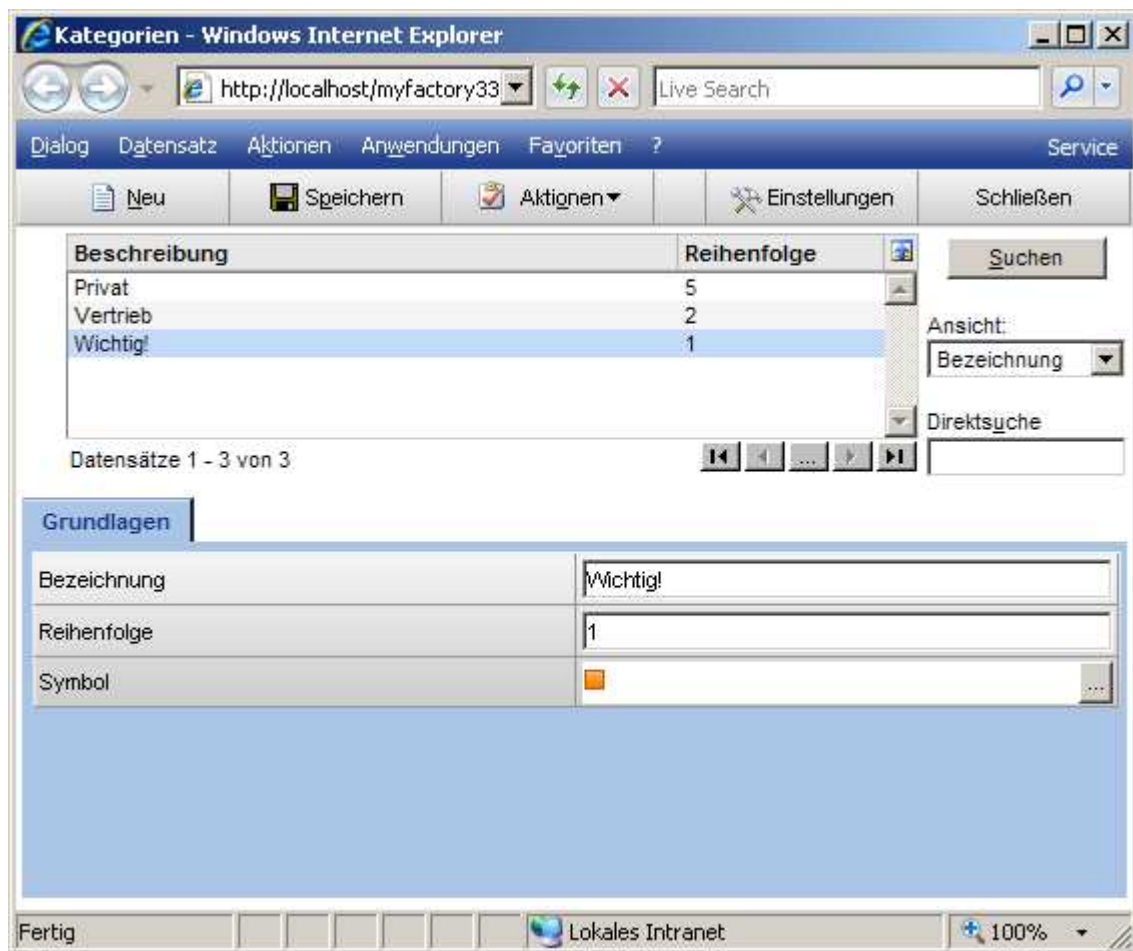 Kategorien - Windows Internet Explorer
http://localhost/myfactory33 Live Search
Dialog Datensatz Aktionen Anwendungen Favoriten ? Service
Neu Speichern Aktionen Einstellungen Schließen
Beschreibung Reihenfolge Suchen
Privat 5
Vertrieb 2
Wichtig! 1
Ansicht:
Bezeichnung
Direktsuche
Datensätze 1 - 3 von 3 ...
Grundlagen
Bezeichnung Wichtig!
Reihenfolge 1
Symbol ...
Fertig Lokales Intranet 100%